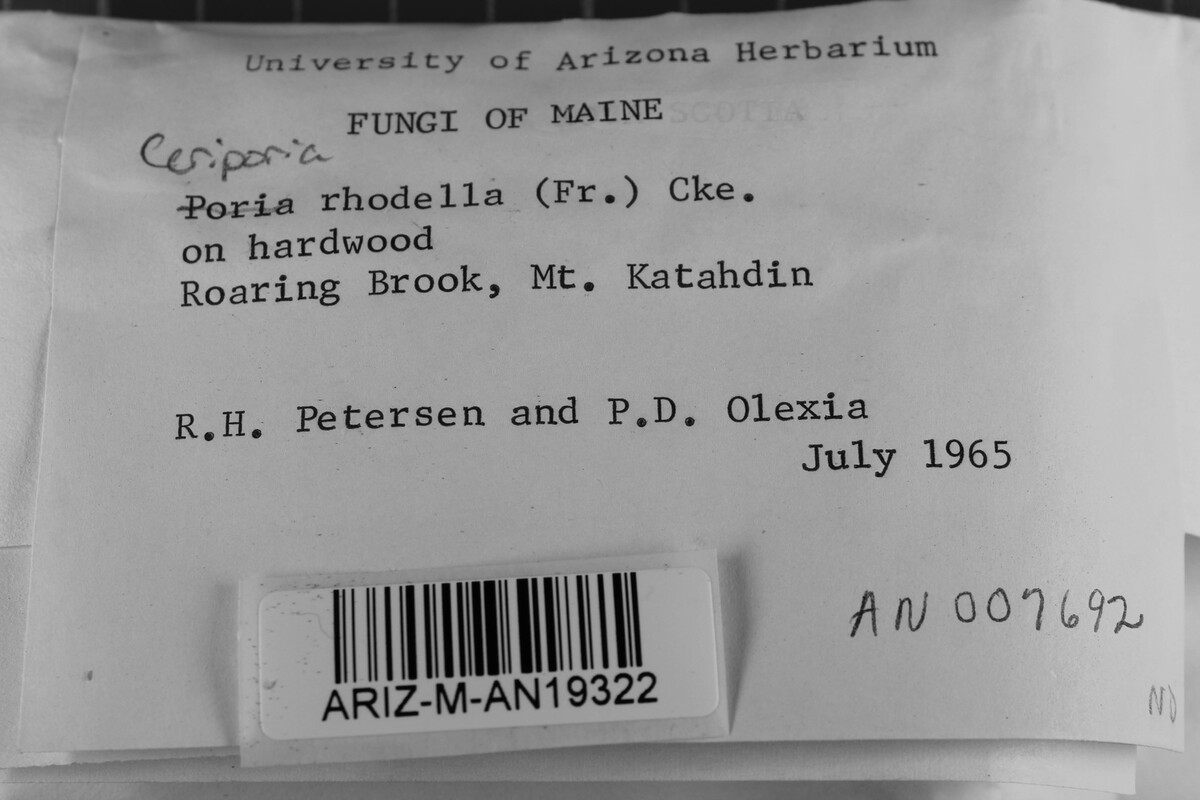 University of Arizona Herbarium
FUNGI OF MAINE SCOTIA
Ceriporia
Poria rhodella (Fr.) Cke.
on hardwood
Roaring Brook, Mt. Katahdin
R.H. Petersen and P.D. Olexia
July 1965
AN 007692
ARIZ-M-AN19322